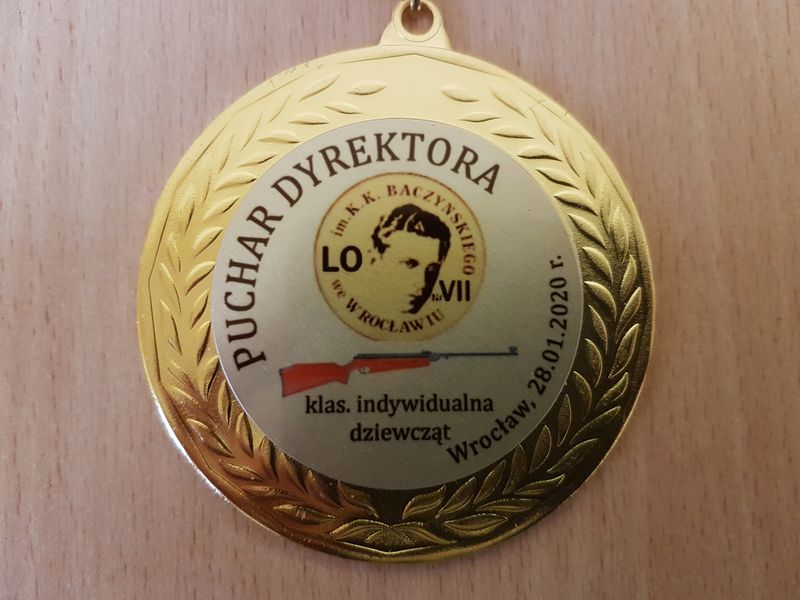 PUCHAR DYREKTORA
im. K.K. BACZYŃSKIEGO
LO
Nr VII
we WROCŁAWIU
klas. indywidualna
dziewcząt
Wrocław, 28.01.2020 r.